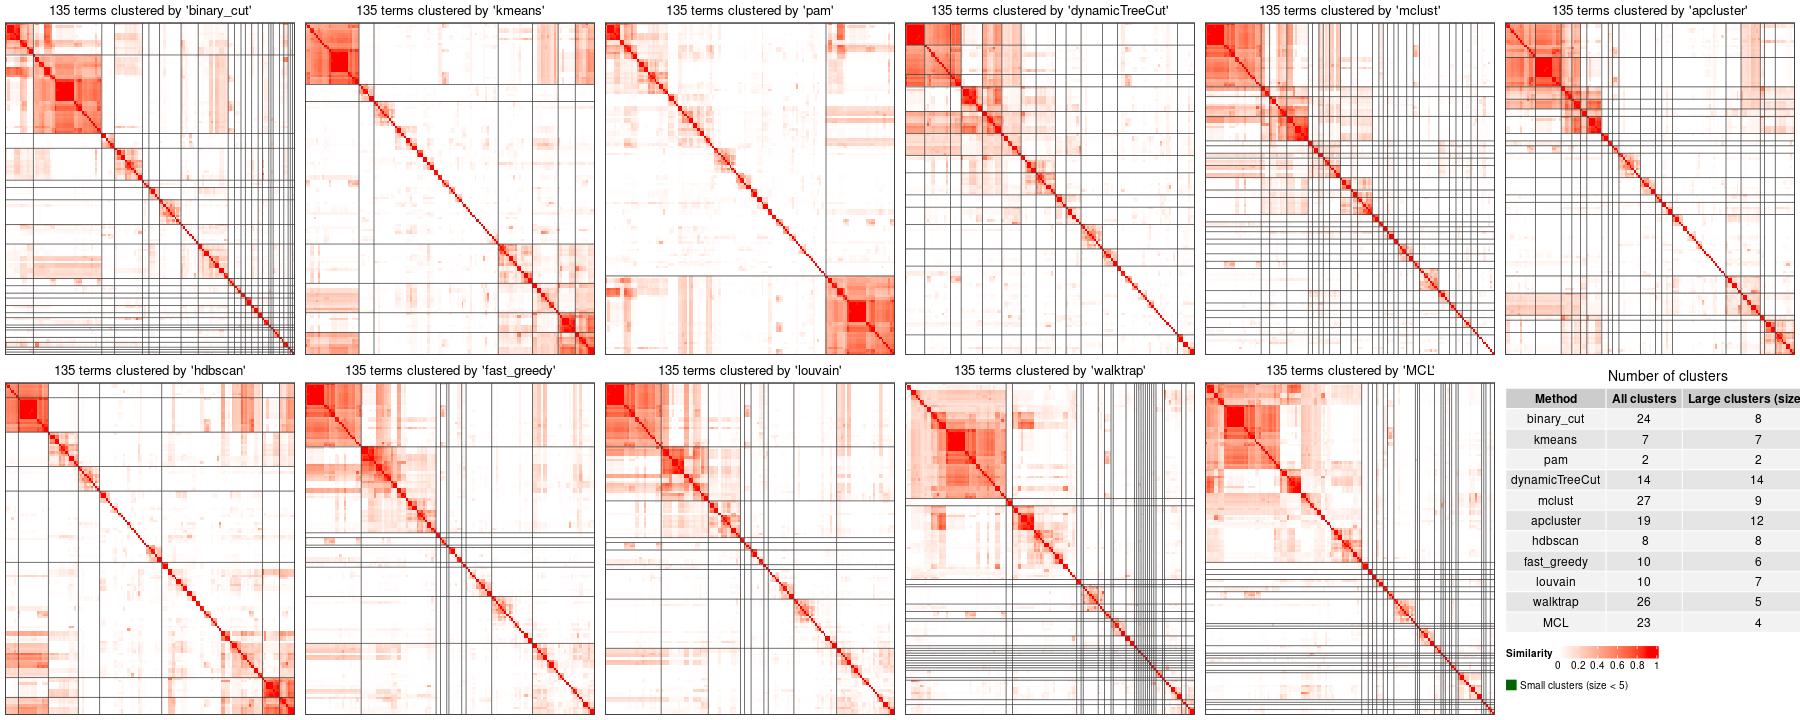 135 terms clustered by 'binary_cut'
135 terms clustered by 'kmeans'
135 terms clustered by 'pam'
135 terms clustered by 'dynamicTreeCut'
135 terms clustered by 'mclust'
135 terms clustered by 'apcluster'
135 terms clustered by 'hdbscan'
135 terms clustered by 'fast_greedy'
135 terms clustered by 'louvain'
135 terms clustered by 'walktrap'
135 terms clustered by 'MCL'
Number of clusters
Method All clusters Large clusters (size
binary_cut 24 8
kmeans 7 7
pam 2 2
dynamicTreeCut 14 14
mclust 27 9
apcluster 19 12
hdbscan 8 8
fast_greedy 10 6
louvain 10 7
walktrap 26 5
MCL 23 4
Similarity
0 0.2 0.4 0.6 0.8 1
Small clusters (size < 5)